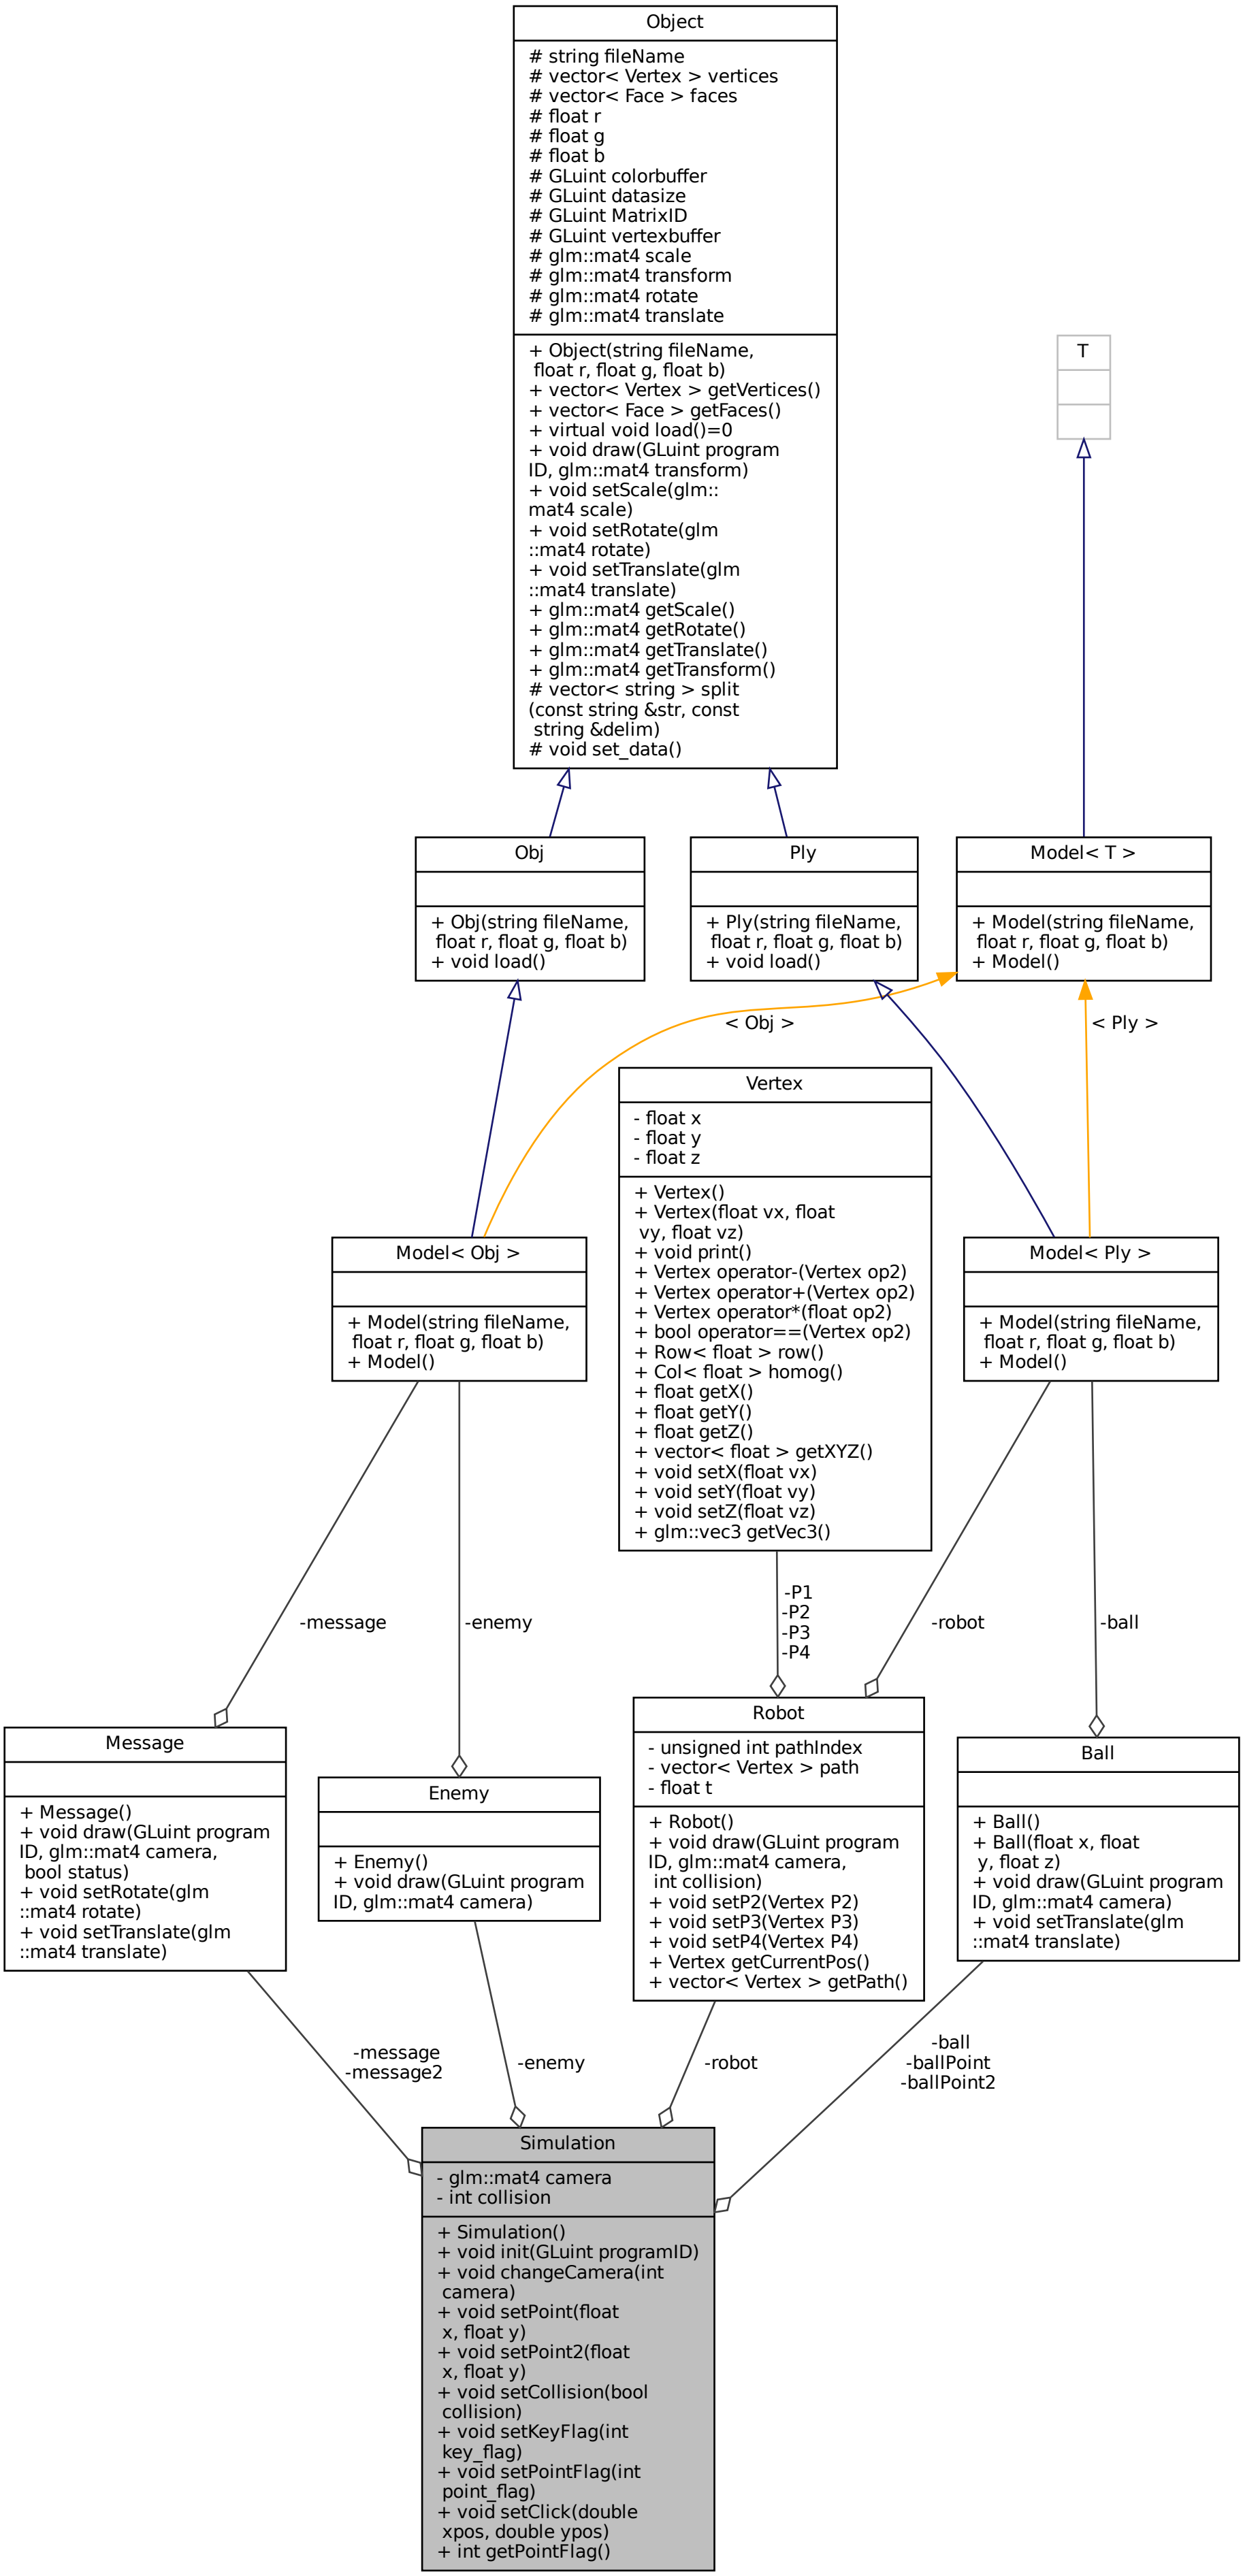 Object
# string fileName
# vector< Vertex > vertices
# vector< Face > faces
# float r
# float g
# float b
# GLuint colorbuffer
# GLuint datasize
# GLuint MatrixID
# GLuint vertexbuffer
# glm::mat4 scale
# glm::mat4 transform
# glm::mat4 rotate
# glm::mat4 translate
+ Object(string fileName,
float r, float g, float b)
+ vector< Vertex > getVertices()
+ vector< Face > getFaces()
+ virtual void load()=0
+ void draw(GLuint program
ID, glm::mat4 transform)
+ void setScale(glm::
mat4 scale)
+ void setRotate(glm
::mat4 rotate)
+ void setTranslate(glm
::mat4 translate)
+ glm::mat4 getScale()
+ glm::mat4 getRotate()
+ glm::mat4 getTranslate()
+ glm::mat4 getTransform()
# vector< string > split
(const string &str, const
string &delim)
# void set_data()
T
Obj
+ Obj(string fileName,
float r, float g, float b)
+ void load()
Ply
+ Ply(string fileName,
float r, float g, float b)
+ void load()
Model< T >
+ Model(string fileName,
float r, float g, float b)
+ Model()
< Obj >
< Ply >
Model< Obj >
+ Model(string fileName,
float r, float g, float b)
+ Model()
Vertex
- float x
- float y
- float z
+ Vertex()
+ Vertex(float vx, float
vy, float vz)
+ void print()
+ Vertex operator-(Vertex op2)
+ Vertex operator+(Vertex op2)
+ Vertex operator*(float op2)
+ bool operator==(Vertex op2)
+ Row< float > row()
+ Col< float > homog()
+ float getX()
+ float getY()
+ float getZ()
+ vector< float > getXYZ()
+ void setX(float vx)
+ void setY(float vy)
+ void setZ(float vz)
+ glm::vec3 getVec3()
Model< Ply >
+ Model(string fileName,
float r, float g, float b)
+ Model()
-message
-enemy
-P1
-P2
-P3
-P4
-robot
-ball
Message
+ Message()
+ void draw(GLuint program
ID, glm::mat4 camera,
bool status)
+ void setRotate(glm
::mat4 rotate)
+ void setTranslate(glm
::mat4 translate)
Enemy
+ Enemy()
+ void draw(GLuint program
ID, glm::mat4 camera)
Robot
- unsigned int pathIndex
- vector< Vertex > path
- float t
+ Robot()
+ void draw(GLuint program
ID, glm::mat4 camera,
int collision)
+ void setP2(Vertex P2)
+ void setP3(Vertex P3)
+ void setP4(Vertex P4)
+ Vertex getCurrentPos()
+ vector< Vertex > getPath()
Ball
+ Ball()
+ Ball(float x, float
y, float z)
+ void draw(GLuint program
ID, glm::mat4 camera)
+ void setTranslate(glm
::mat4 translate)
-message
-message2
-enemy
-robot
-ball
-ballPoint
-ballPoint2
Simulation
- glm::mat4 camera
- int collision
+ Simulation()
+ void init(GLuint programID)
+ void changeCamera(int
camera)
+ void setPoint(float
x, float y)
+ void setPoint2(float
x, float y)
+ void setCollision(bool
collision)
+ void setKeyFlag(int
key_flag)
+ void setPointFlag(int
point_flag)
+ void setClick(double
xpos, double ypos)
+ int getPointFlag()